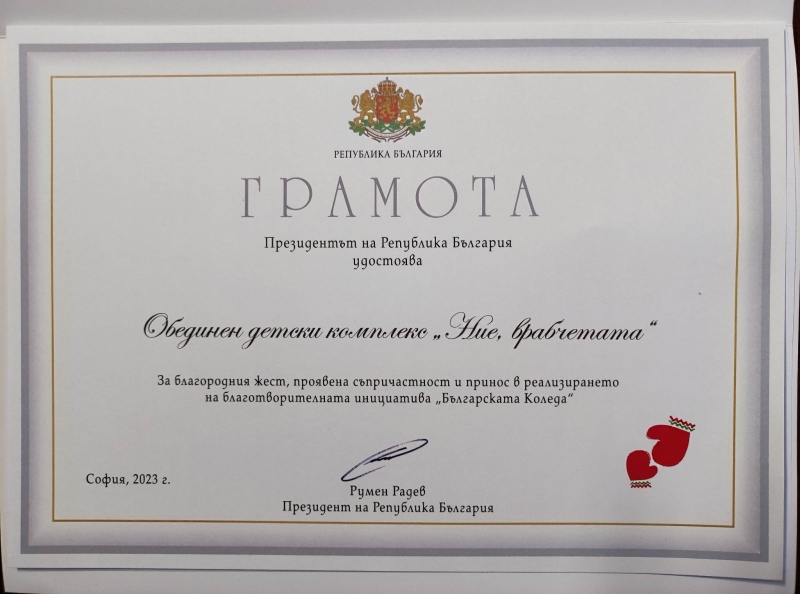 РЕПУБЛИКА БЪЛГАРИЯ
ГРАМОТА
Президентът на Република България
удостоява
Обединен детски комплекс „Ние, врабчетата“
За благородния жест, проявена съпричастност и принос в реализирането
на благотворителната инициатива „Българската Коледа“
София, 2023 г.
Румен Радев
Президент на Република България